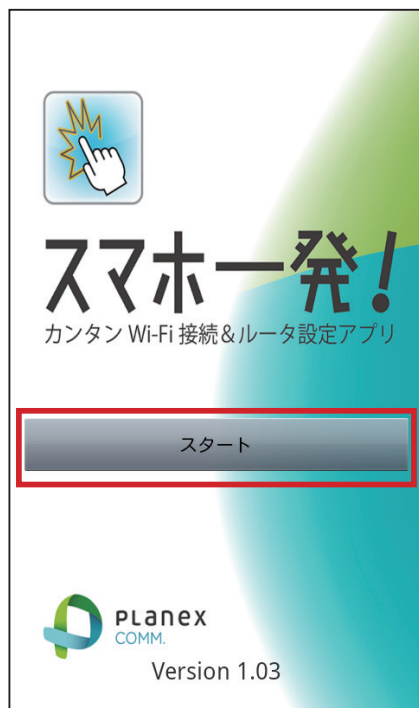 スマホ一発！
カンタン Wi-Fi 接続＆ルータ設定アプリ
スタート
PLANEX
COMM.
Version 1.03